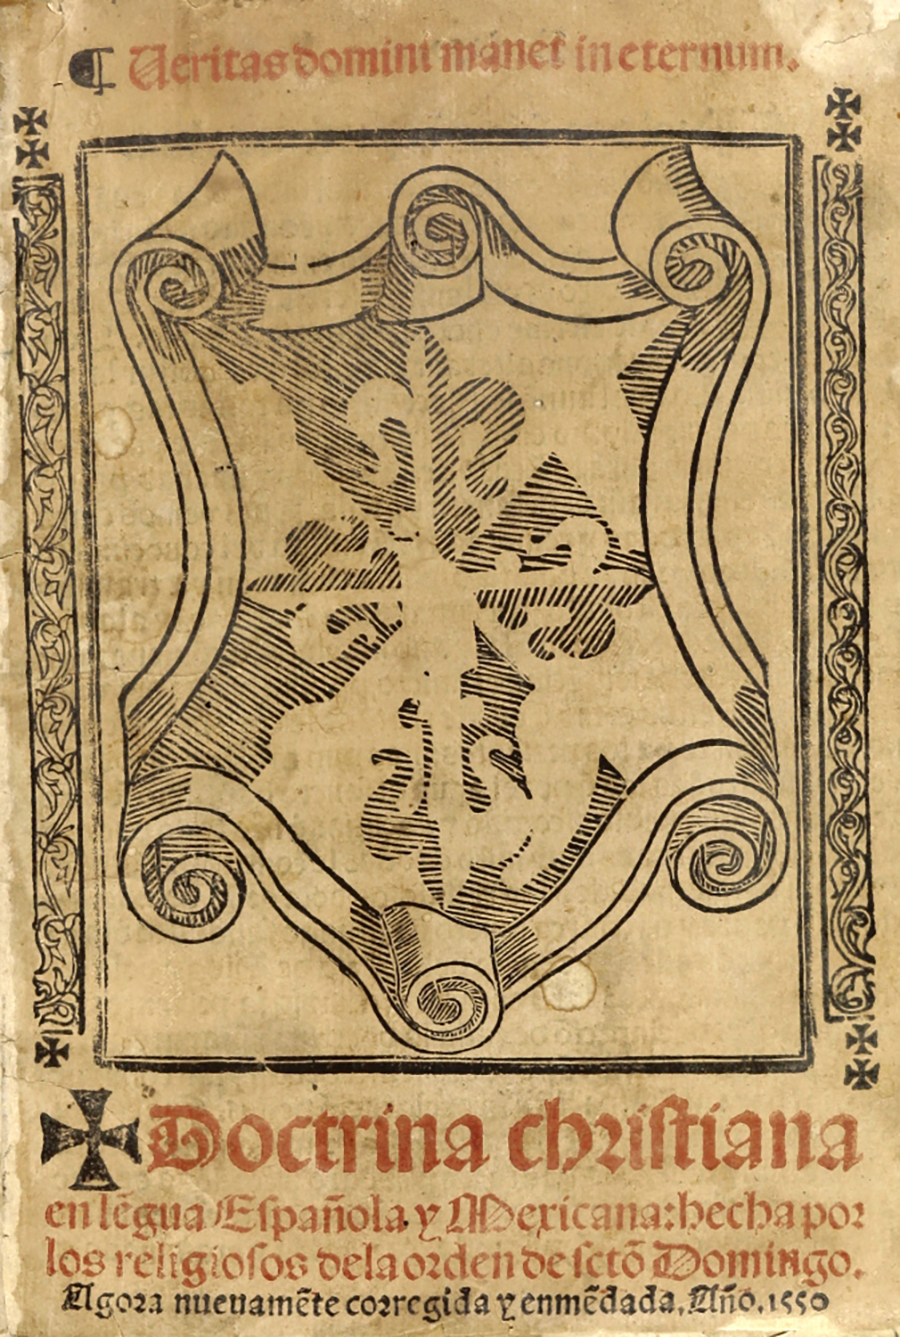 ¶ Veritas domini manet in eternum.
✠ Doctrina chriſtiana
en lẽgua Eſpañola y Mexicana: hecha por
los religioſos dela orden de ſctõ Domingo.
Agora nueuamẽte corregida y enmẽdada. Año. 1550